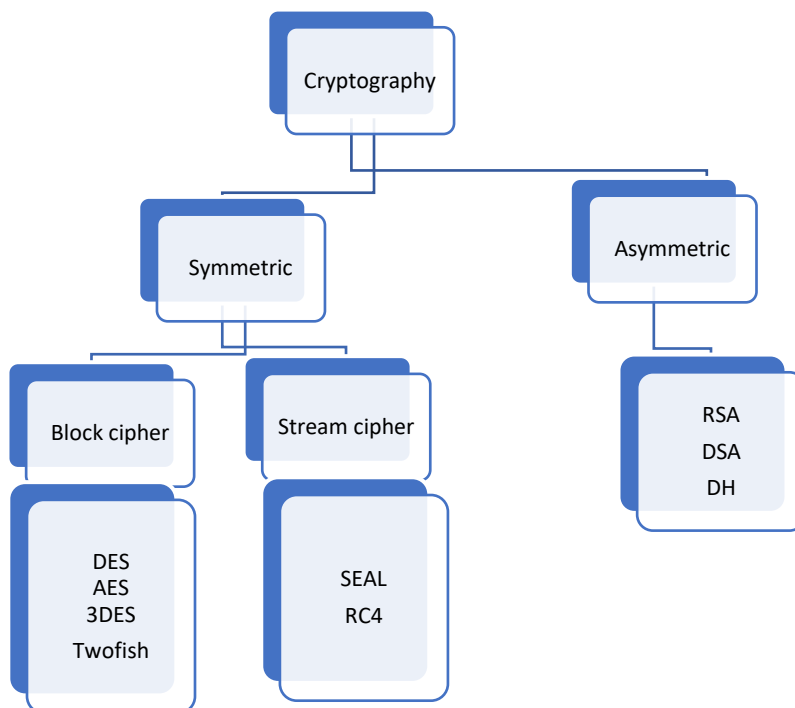 Cryptography
Symmetric
Asymmetric
Block cipher
Stream cipher
RSA
DSA
DH
DES
AES
3DES
Twofish
SEAL
RC4